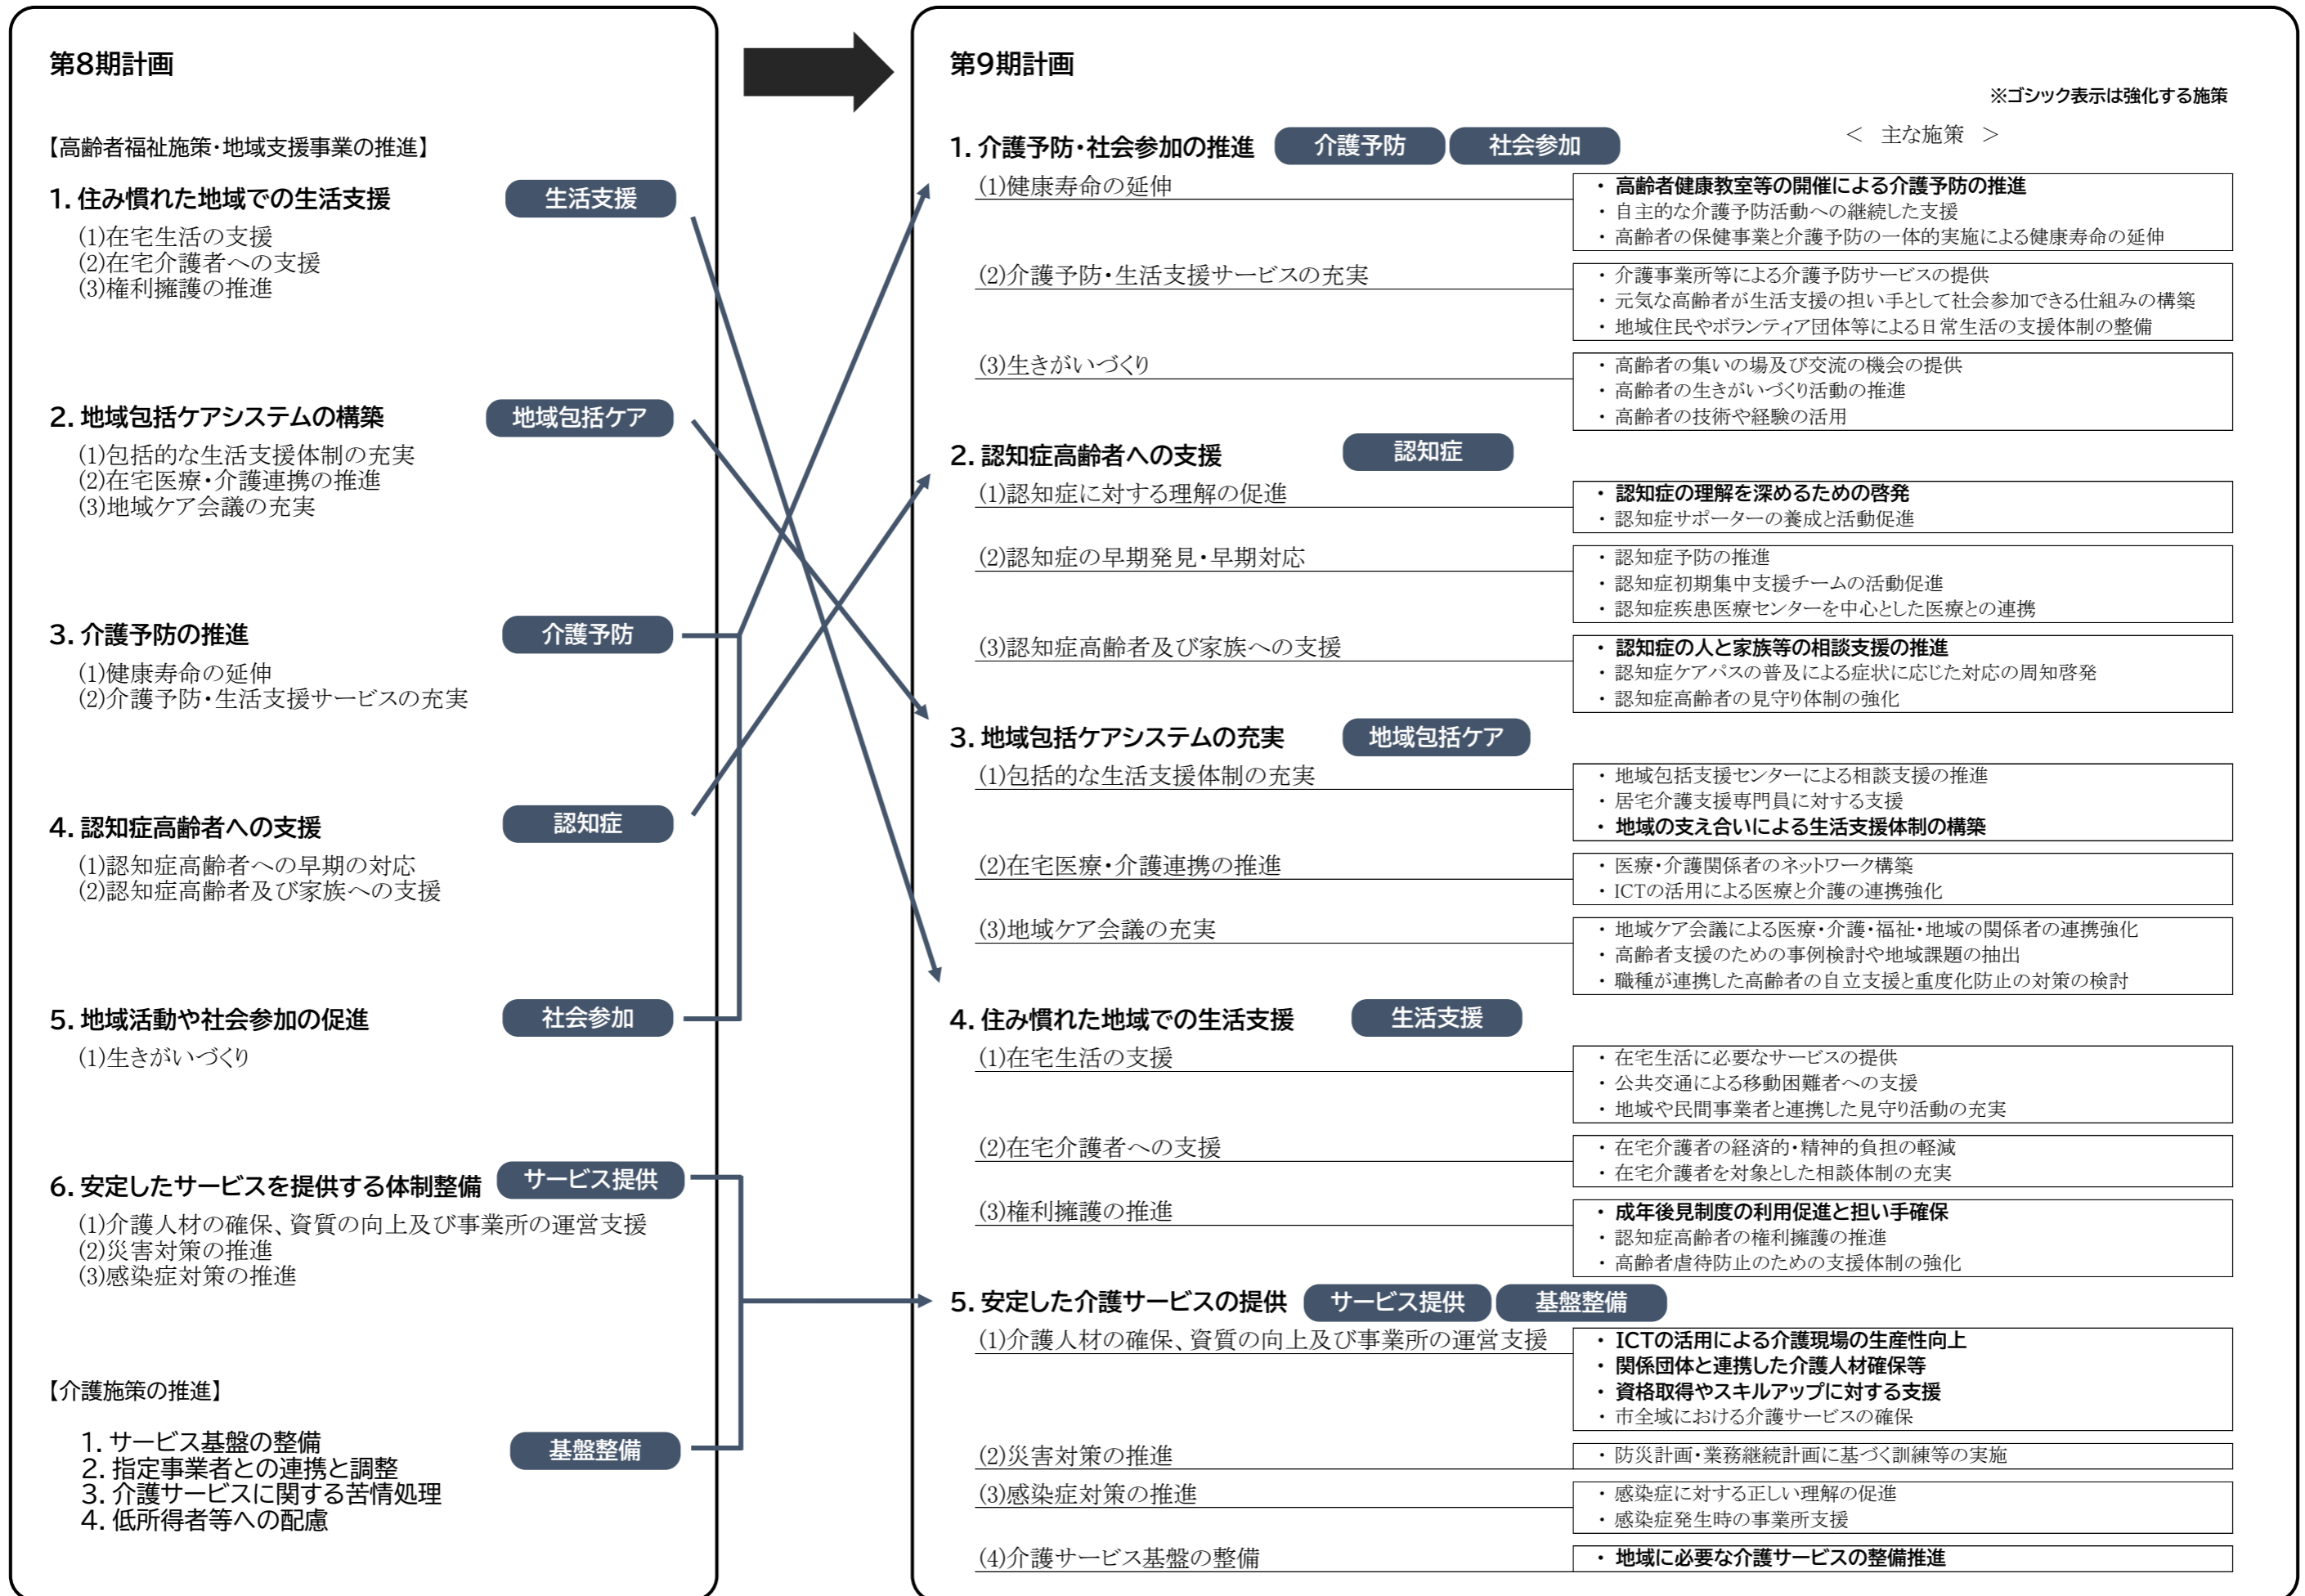 第8期計画
【高齢者福祉施策・地域支援事業の推進】
1. 住み慣れた地域での生活支援
生活支援
(1)在宅生活の支援
(2)在宅介護者への支援
(3)権利擁護の推進
2. 地域包括ケアシステムの構築
地域包括ケア
(1)包括的な生活支援体制の充実
(2)在宅医療・介護連携の推進
(3)地域ケア会議の充実
3. 介護予防の推進
介護予防
(1)健康寿命の延伸
(2)介護予防・生活支援サービスの充実
4. 認知症高齢者への支援
認知症
(1)認知症高齢者への早期の対応
(2)認知症高齢者及び家族への支援
5. 地域活動や社会参加の促進
社会参加
(1)生きがいづくり
6. 安定したサービスを提供する体制整備
サービス提供
(1)介護人材の確保、資質の向上及び事業所の運営支援
(2)災害対策の推進
(3)感染症対策の推進
【介護施策の推進】
1. サービス基盤の整備
2. 指定事業者との連携と調整
3. 介護サービスに関する苦情処理
4. 低所得者等への配慮
基盤整備
第9期計画
※ゴシック表示は強化する施策
＜ 主な施策 ＞
1. 介護予防・社会参加の推進
介護予防
社会参加
(1)健康寿命の延伸
・ 高齢者健康教室等の開催による介護予防の推進
・ 自主的な介護予防活動への継続した支援
・ 高齢者の保健事業と介護予防の一体的実施による健康寿命の延伸
(2)介護予防・生活支援サービスの充実
・ 介護事業所等による介護予防サービスの提供
・ 元気な高齢者が生活支援の担い手として社会参加できる仕組みの構築
・ 地域住民やボランティア団体等による日常生活の支援体制の整備
(3)生きがいづくり
・ 高齢者の集いの場及び交流の機会の提供
・ 高齢者の生きがいづくり活動の推進
・ 高齢者の技術や経験の活用
2. 認知症高齢者への支援
認知症
(1)認知症に対する理解の促進
・ 認知症の理解を深めるための啓発
・ 認知症サポーターの養成と活動促進
(2)認知症の早期発見・早期対応
・ 認知症予防の推進
・ 認知症初期集中支援チームの活動促進
・ 認知症疾患医療センターを中心とした医療との連携
(3)認知症高齢者及び家族への支援
・ 認知症の人と家族等の相談支援の推進
・ 認知症ケアパスの普及による症状に応じた対応の周知啓発
・ 認知症高齢者の見守り体制の強化
3. 地域包括ケアシステムの充実
地域包括ケア
(1)包括的な生活支援体制の充実
・ 地域包括支援センターによる相談支援の推進
・ 居宅介護支援専門員に対する支援
・ 地域の支え合いによる生活支援体制の構築
(2)在宅医療・介護連携の推進
・ 医療・介護関係者のネットワーク構築
・ ICTの活用による医療と介護の連携強化
(3)地域ケア会議の充実
・ 地域ケア会議による医療・介護・福祉・地域の関係者の連携強化
・ 高齢者支援のための事例検討や地域課題の抽出
・ 職種が連携した高齢者の自立支援と重度化防止の対策の検討
4. 住み慣れた地域での生活支援
生活支援
(1)在宅生活の支援
・ 在宅生活に必要なサービスの提供
・ 公共交通による移動困難者への支援
・ 地域や民間事業者と連携した見守り活動の充実
(2)在宅介護者への支援
・ 在宅介護者の経済的・精神的負担の軽減
・ 在宅介護者を対象とした相談体制の充実
(3)権利擁護の推進
・ 成年後見制度の利用促進と担い手確保
・ 認知症高齢者の権利擁護の推進
・ 高齢者虐待防止のための支援体制の強化
5. 安定した介護サービスの提供
サービス提供
基盤整備
(1)介護人材の確保、資質の向上及び事業所の運営支援
・ ICTの活用による介護現場の生産性向上
・ 関係団体と連携した介護人材確保等
・ 資格取得やスキルアップに対する支援
・ 市全域における介護サービスの確保
(2)災害対策の推進
・ 防災計画・業務継続計画に基づく訓練等の実施
(3)感染症対策の推進
・ 感染症に対する正しい理解の促進
・ 感染症発生時の事業所支援
(4)介護サービス基盤の整備
・ 地域に必要な介護サービスの整備推進